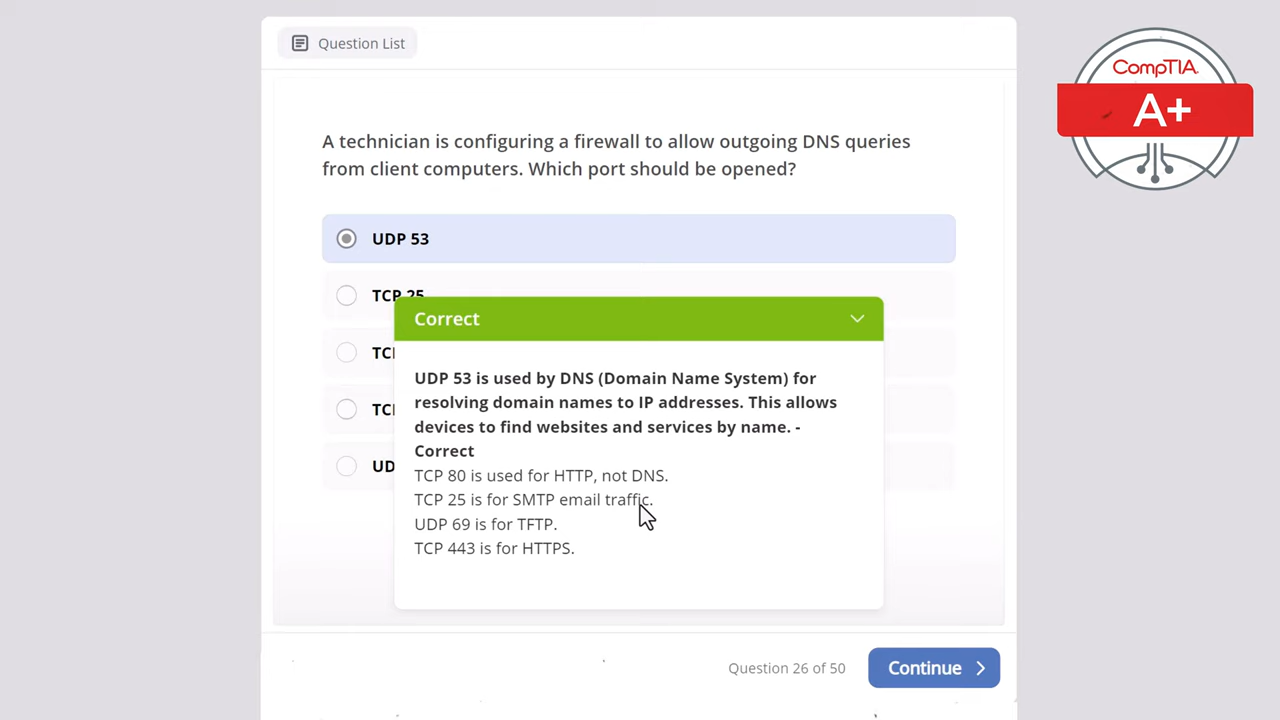 Question List
CompTIA.
A+
A technician is configuring a firewall to allow outgoing DNS queries
from client computers. Which port should be opened?
UDP 53
TCP 25
Correct
UDP 53 is used by DNS (Domain Name System) for
resolving domain names to IP addresses. This allows
devices to find websites and services by name. -
Correct
TCP 80 is used for HTTP, not DNS.
TCP 25 is for SMTP email traffic.
UDP 69 is for TFTP.
TCP 443 is for HTTPS.
Question 26 of 50
Continue